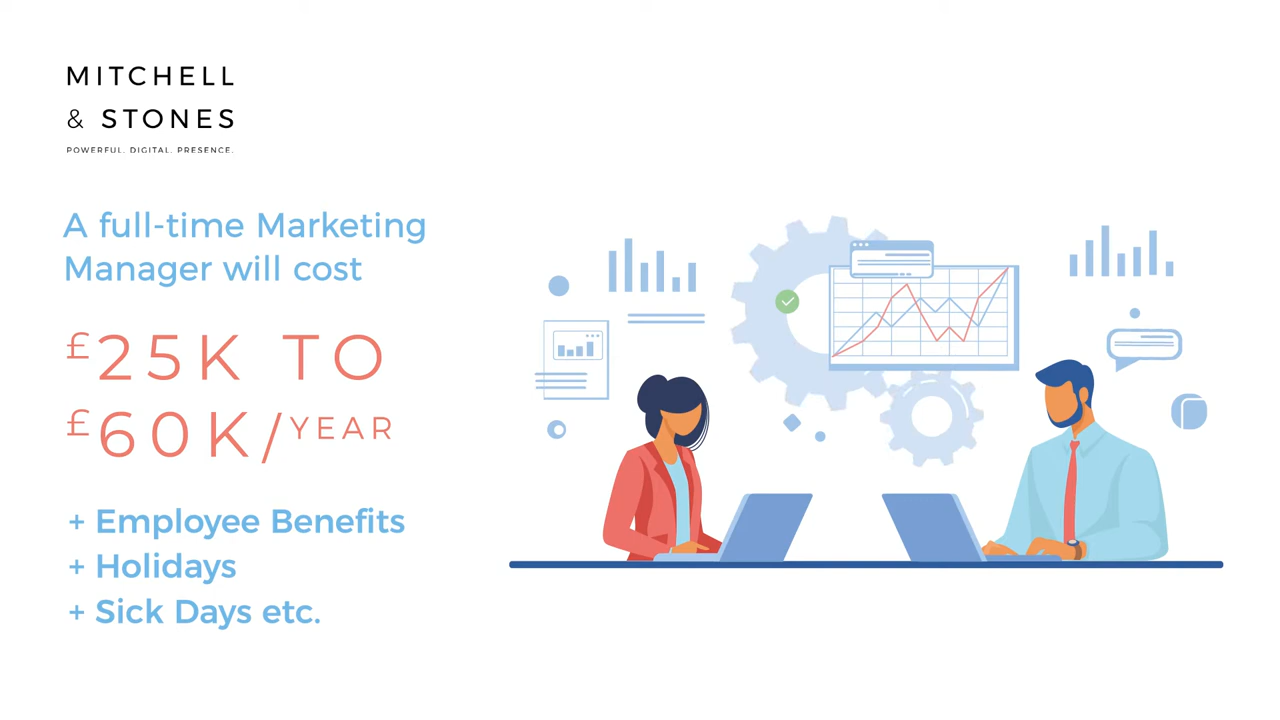 MITCHELL
& STONES
POWERFUL. DIGITAL. PRESENCE.
A full-time Marketing
Manager will cost
£25K TO
£60K/YEAR
+ Employee Benefits
+ Holidays
+ Sick Days etc.